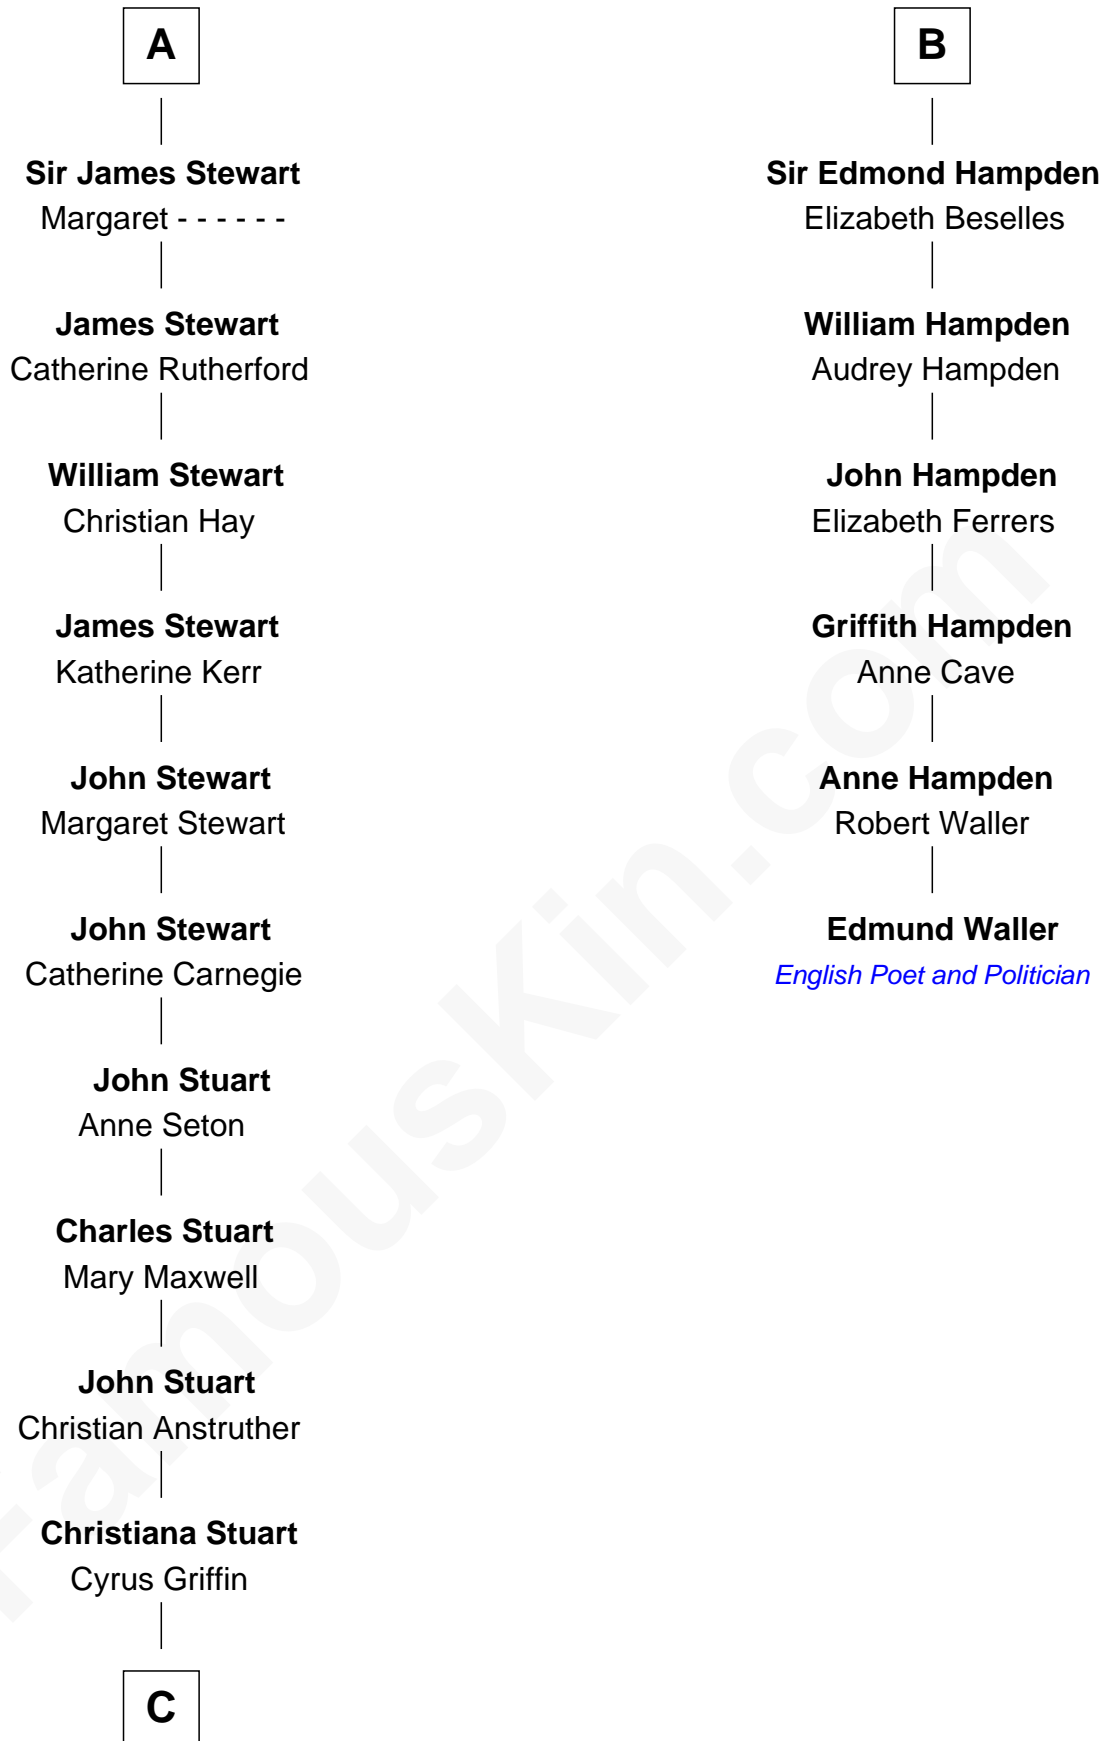 A
Sir James Stewart
Margaret - - - - - -
James Stewart
Catherine Rutherford
William Stewart
Christian Hay
James Stewart
Katherine Kerr
John Stewart
Margaret Stewart
John Stewart
Catherine Carnegie
John Stuart
Anne Seton
Charles Stuart
Mary Maxwell
John Stuart
Christian Anstruther
Christiana Stuart
Cyrus Griffin
C
B
Sir Edmond Hampden
Elizabeth Beselles
William Hampden
Audrey Hampden
John Hampden
Elizabeth Ferrers
Griffith Hampden
Anne Cave
Anne Hampden
Robert Waller
Edmund Waller
English Poet and Politician
FamousKin.com